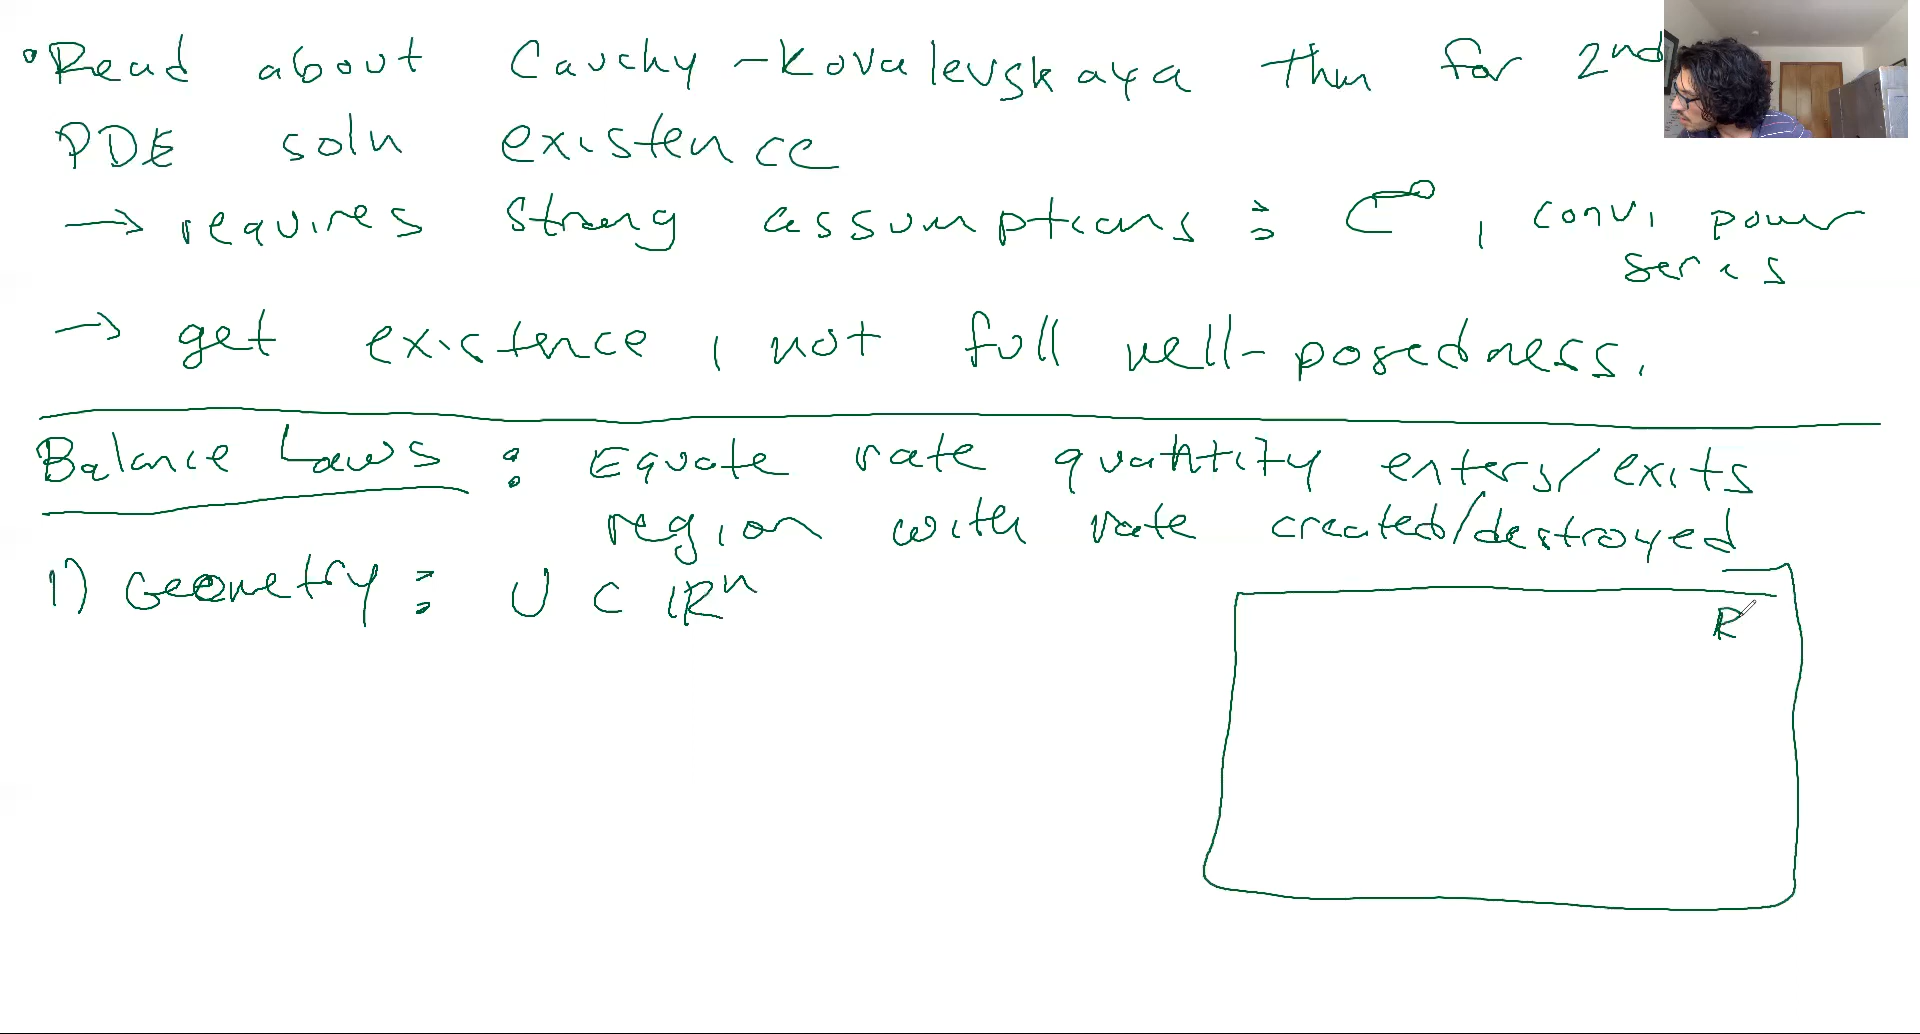 • Read about Cauchy-Kovalevskaya thm for 2nd
PDE soln existence
→ requires strong assumptions : C^∞, conv. power
series
→ get existence, not full well-posedness.
Balance Laws : Equate rate quantity enters/exits
region with rate created/destroyed
1) Geometry : U ⊂ ℝⁿ
R